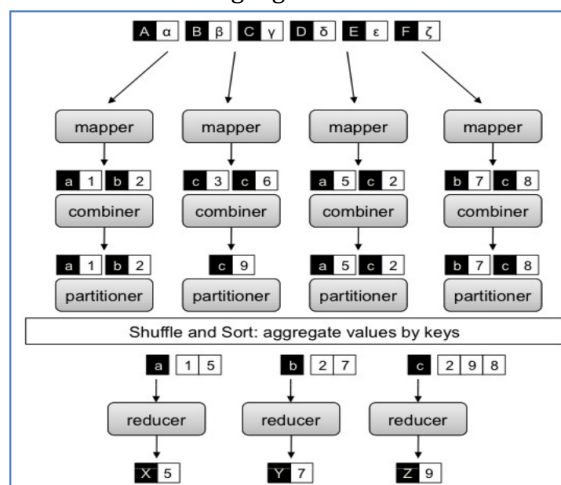 A α B β C γ D δ E ε F ζ
mapper mapper mapper mapper
a 1 b 2 c 3 c 6 a 5 c 2 b 7 c 8
combiner combiner combiner combiner
a 1 b 2 c 9 a 5 c 2 b 7 c 8
partitioner partitioner partitioner partitioner
Shuffle and Sort: aggregate values by keys
a 1 5 b 2 7 c 2 9 8
reducer reducer reducer
X 5 Y 7 Z 9